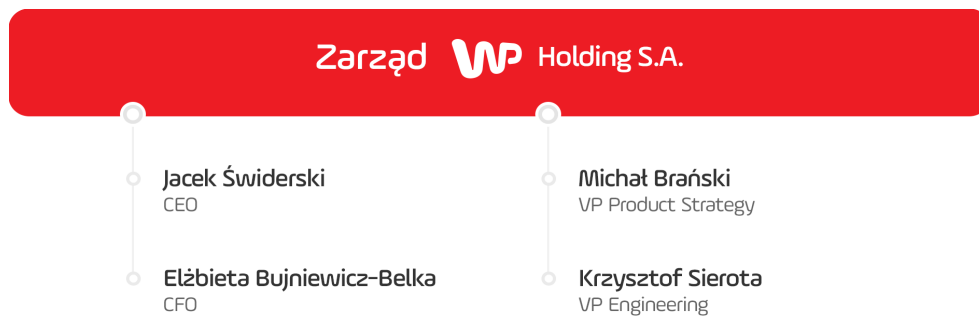 Zarząd WP Holding S.A.
Jacek Świderski
CEO
Elżbieta Bujniewicz-Belka
CFO
Michał Brański
VP Product Strategy
Krzysztof Sierota
VP Engineering